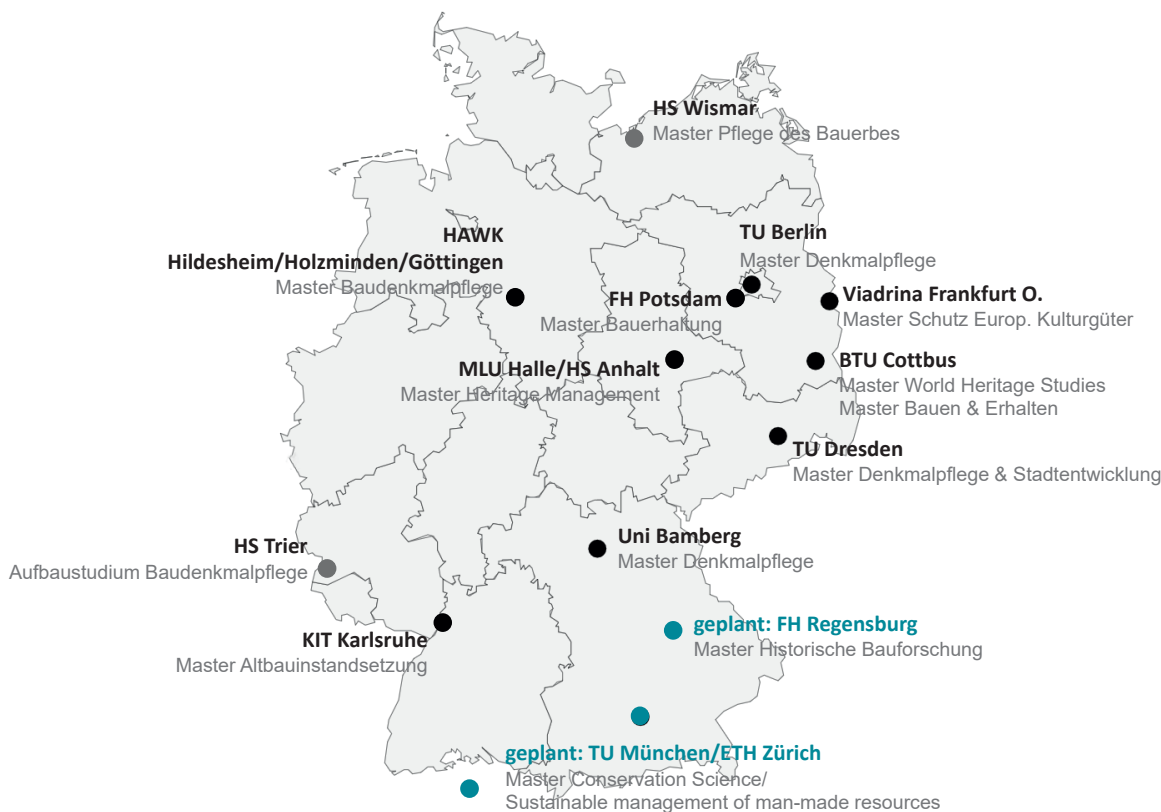 HS Wismar
Master Pflege des Bauerbes
HAWK
Hildesheim/Holzminden/Göttingen
Master Baudenkmalpflege
TU Berlin
Master Denkmalpflege
FH Potsdam
Master Bauerhaltung
Viadrina Frankfurt O.
Master Schutz Europ. Kulturgüter
MLU Halle/HS Anhalt
Master Heritage Management
BTU Cottbus
Master World Heritage Studies
Master Bauen & Erhalten
TU Dresden
Master Denkmalpflege & Stadtentwicklung
HS Trier
Aufbaustudium Baudenkmalpflege
Uni Bamberg
Master Denkmalpflege
KIT Karlsruhe
Master Altbauinstandsetzung
geplant: FH Regensburg
Master Historische Bauforschung
geplant: TU München/ETH Zürich
Master Conservation Science/
Sustainable management of man-made resources